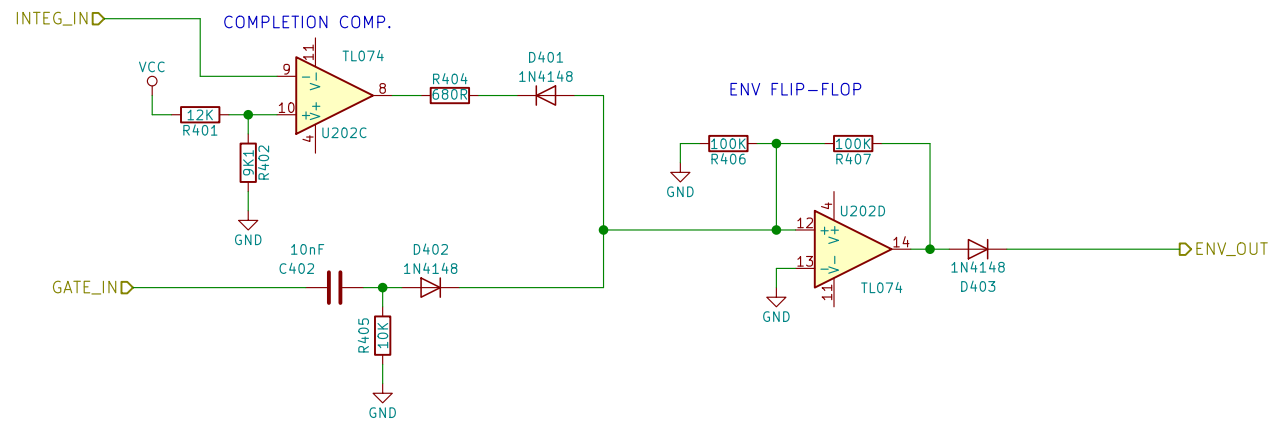 INTEG_IN
COMPLETION COMP.
VCC
12K
R401
9K1
R402
GND
9
10
11
V-
V+
4
TL074
U202C
8
R404
680R
D401
1N4148
GATE_IN
10nF
C402
R405
10K
GND
D402
1N4148
ENV FLIP-FLOP
100K
R406
GND
100K
R407
12
13
4
V+
V-
11
U202D
TL074
14
GND
1N4148
D403
ENV_OUT